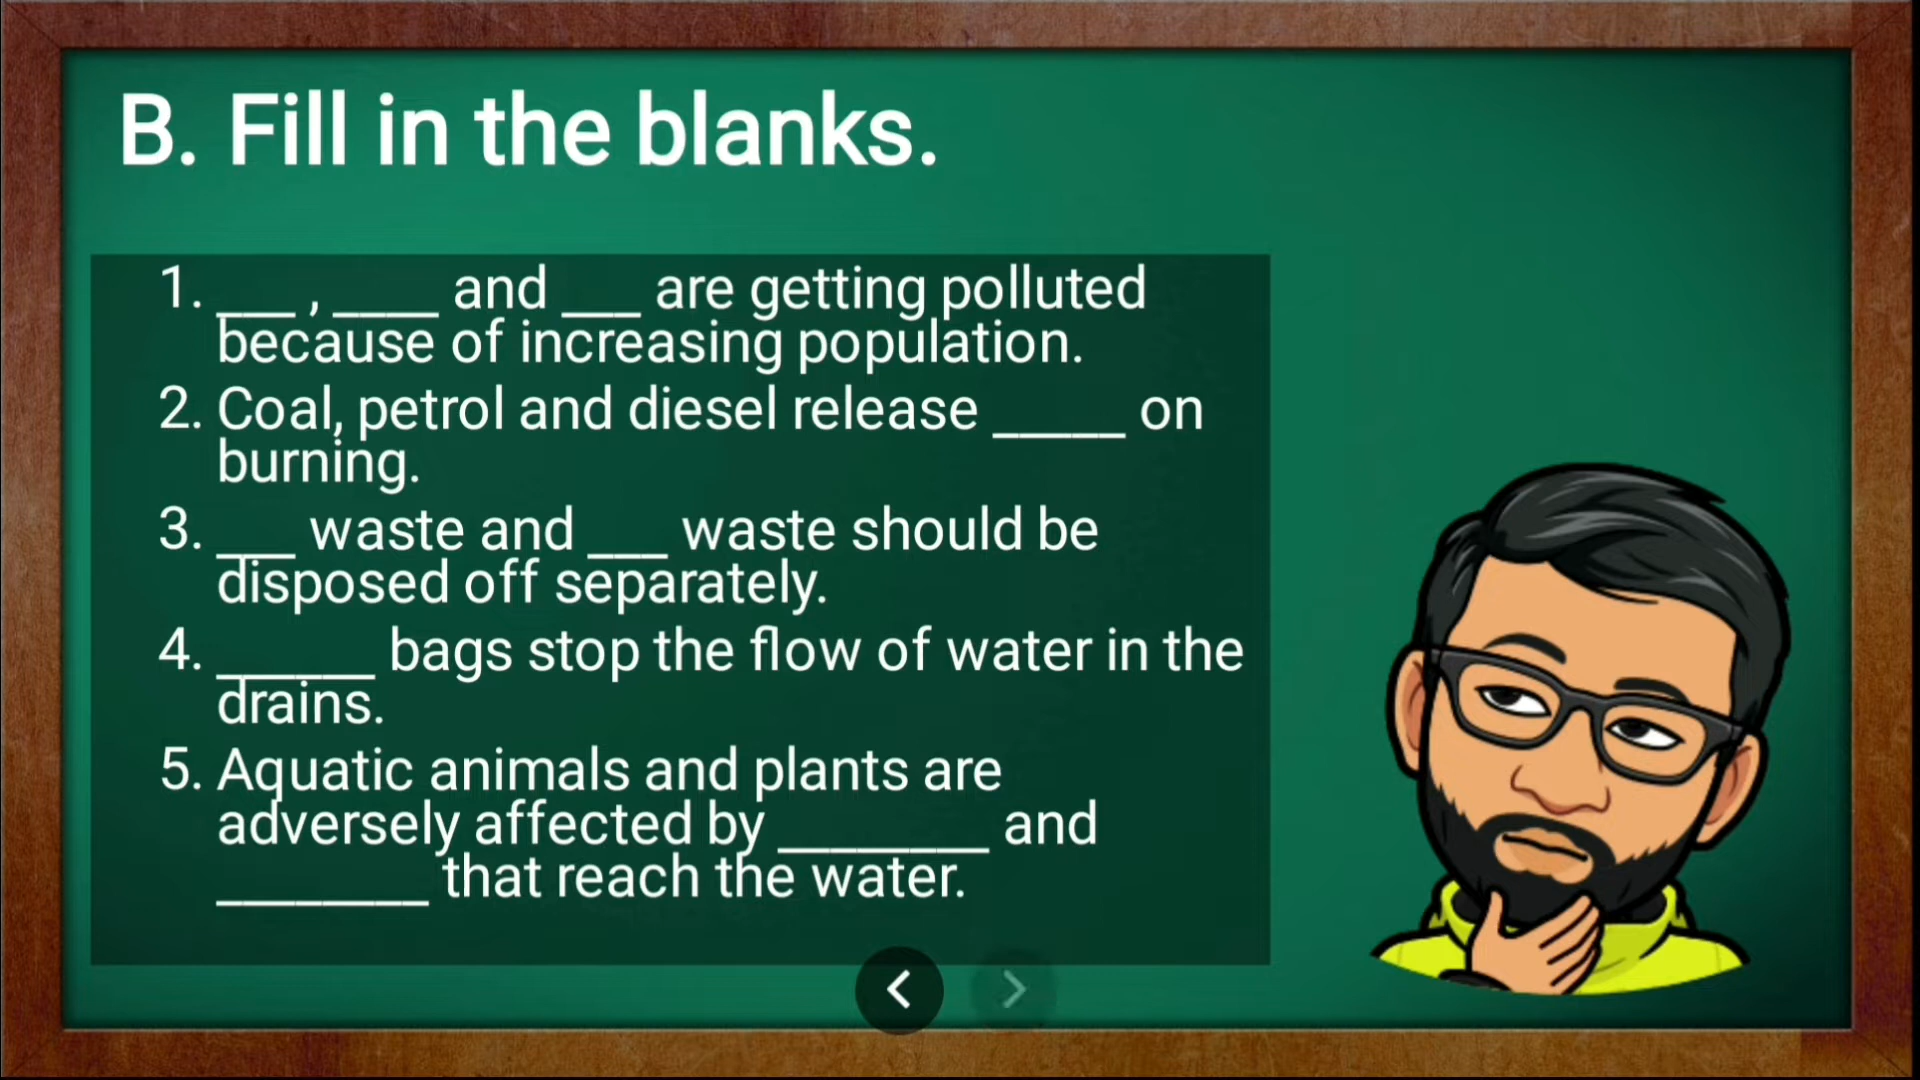 B. Fill in the blanks.
1. ___ , ____ and ___ are getting polluted
because of increasing population.
2. Coal, petrol and diesel release _____ on
burning.
3. ___ waste and ___ waste should be
disposed off separately.
4. ______ bags stop the flow of water in the
drains.
5. Aquatic animals and plants are
adversely affected by ________ and
________ that reach the water.